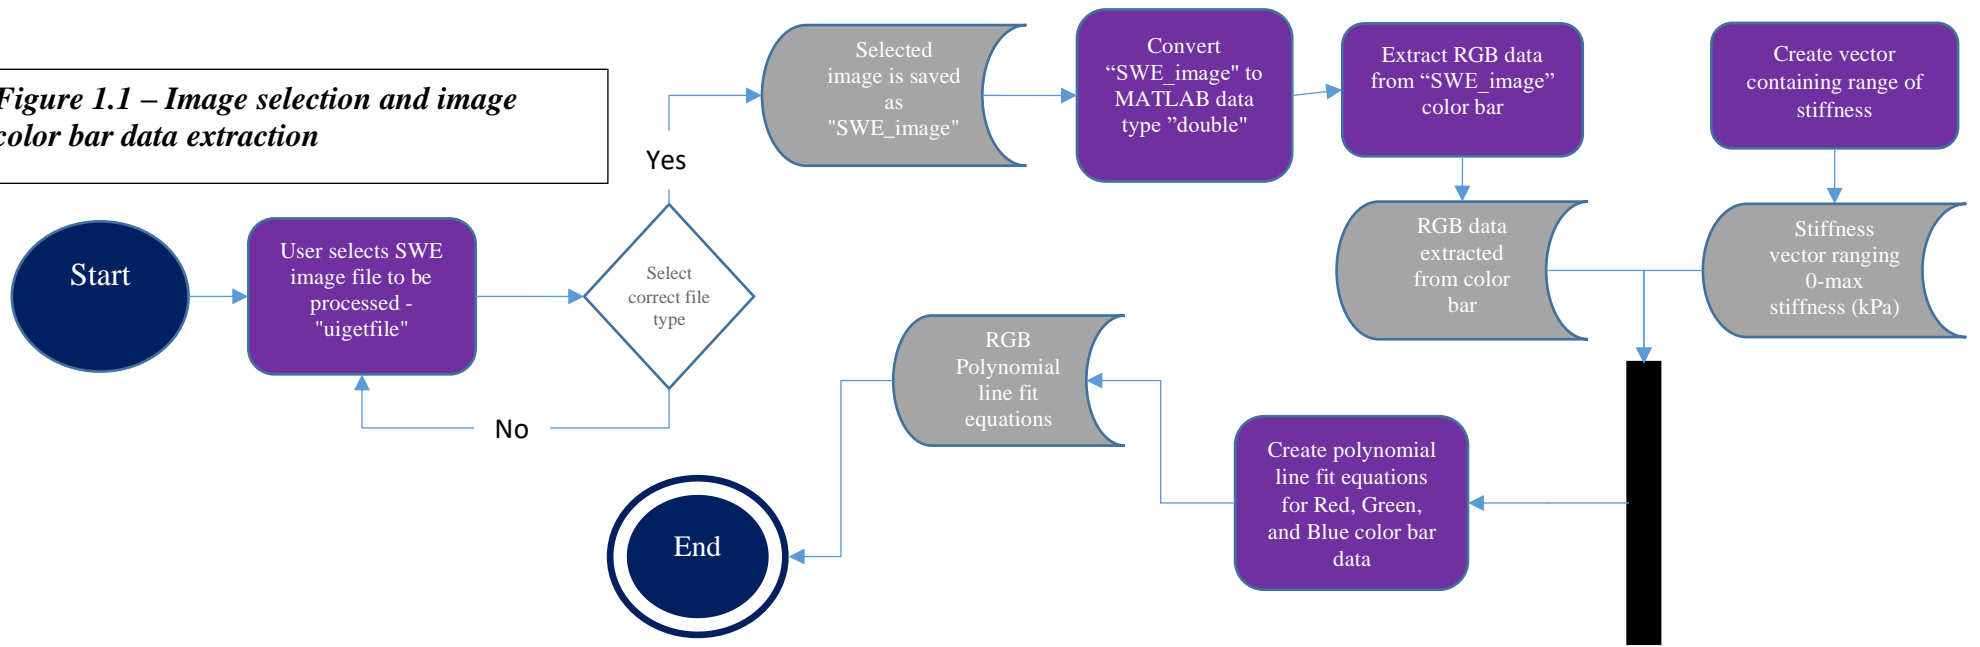 Figure 1.1 – Image selection and image
color bar data extraction
Start
User selects SWE
image file to be
processed -
"uigetfile"
Select
correct file
type
Yes
No
Selected
image is saved
as
"SWE_image"
Convert
“SWE_image" to
MATLAB data
type ”double"
Extract RGB data
from “SWE_image”
color bar
Create vector
containing range of
stiffness
RGB data
extracted
from color
bar
Stiffness
vector ranging
0-max
stiffness (kPa)
Create polynomial
line fit equations
for Red, Green,
and Blue color bar
data
RGB
Polynomial
line fit
equations
End